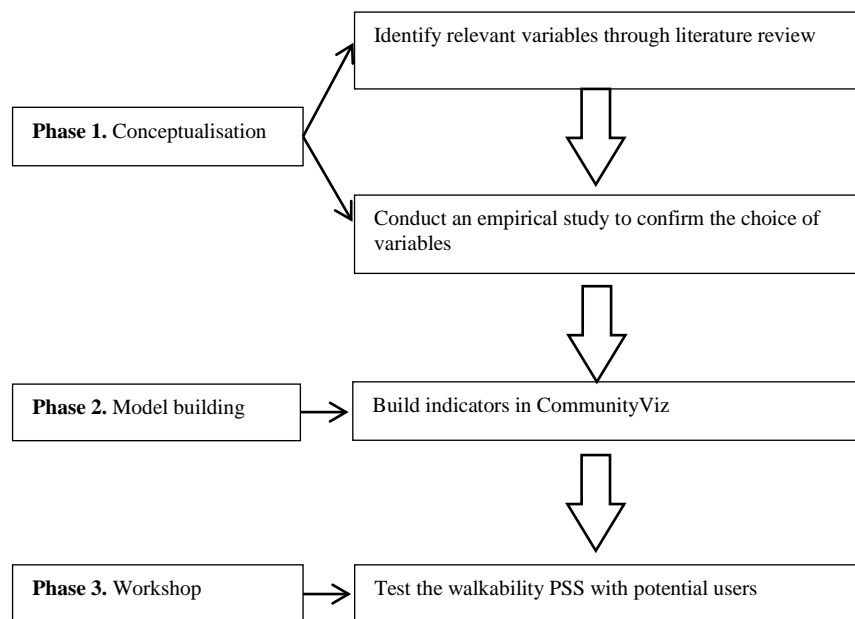 Identify relevant variables through literature review
Phase 1. Conceptualisation
Conduct an empirical study to confirm the choice of
variables
Phase 2. Model building
Build indicators in CommunityViz
Phase 3. Workshop
Test the walkability PSS with potential users